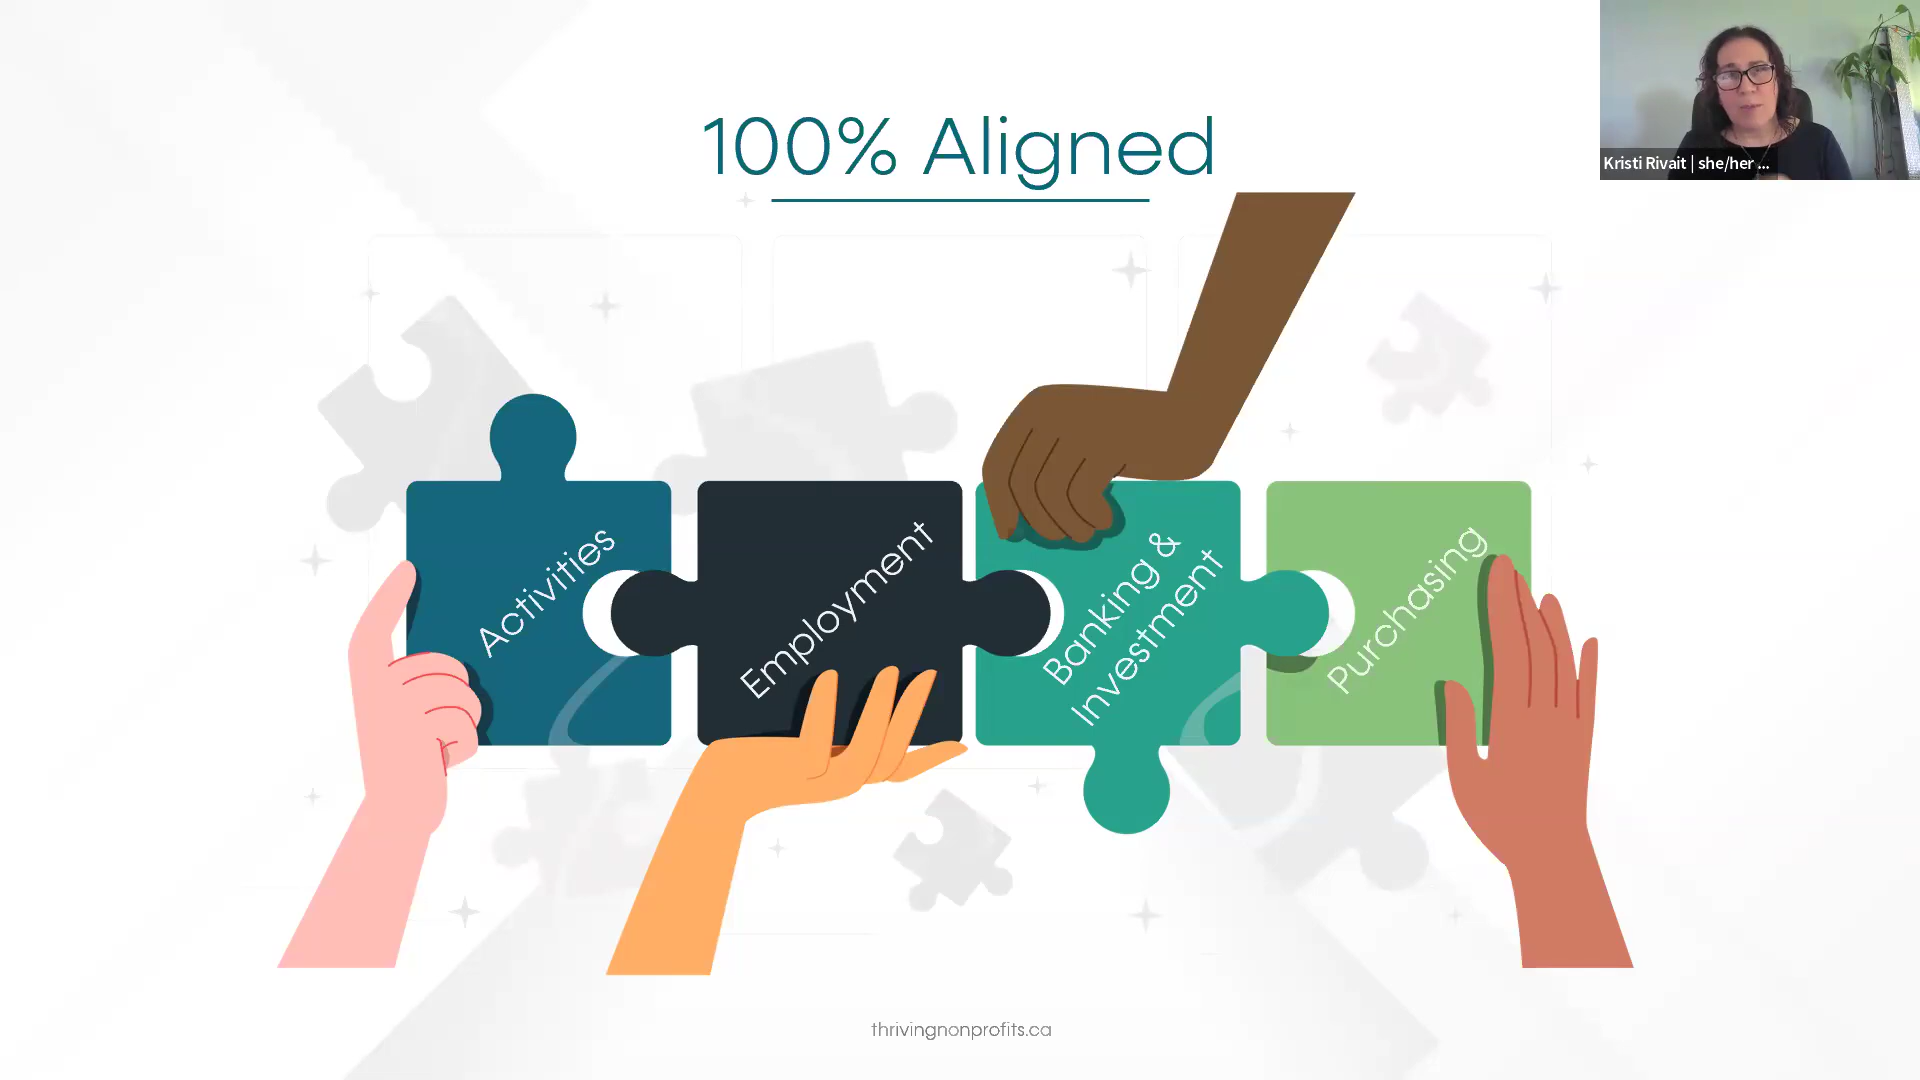 100% Aligned
Kristi Rivait | she/her ...
Activities
Employment
Banking &
Investment
Purchasing
thrivingnonprofits.ca